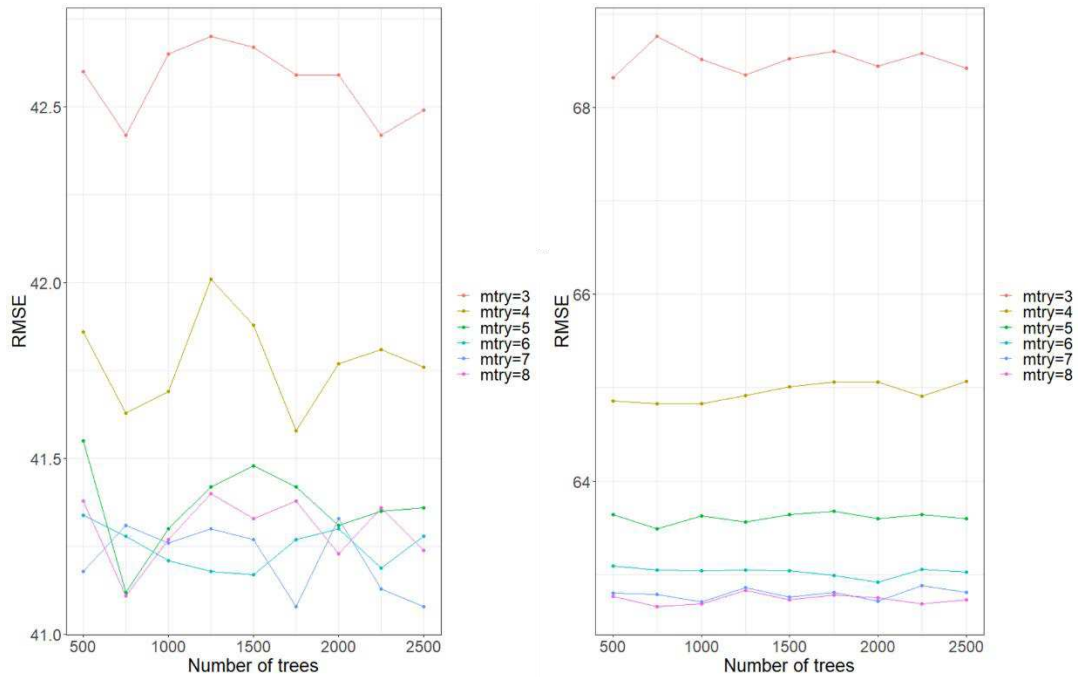 RMSE
42.5
42.0
41.5
41.0
500
1000
1500
2000
2500
Number of trees
mtry=3
mtry=4
mtry=5
mtry=6
mtry=7
mtry=8
RMSE
68
66
64
500
1000
1500
2000
2500
Number of trees
mtry=3
mtry=4
mtry=5
mtry=6
mtry=7
mtry=8